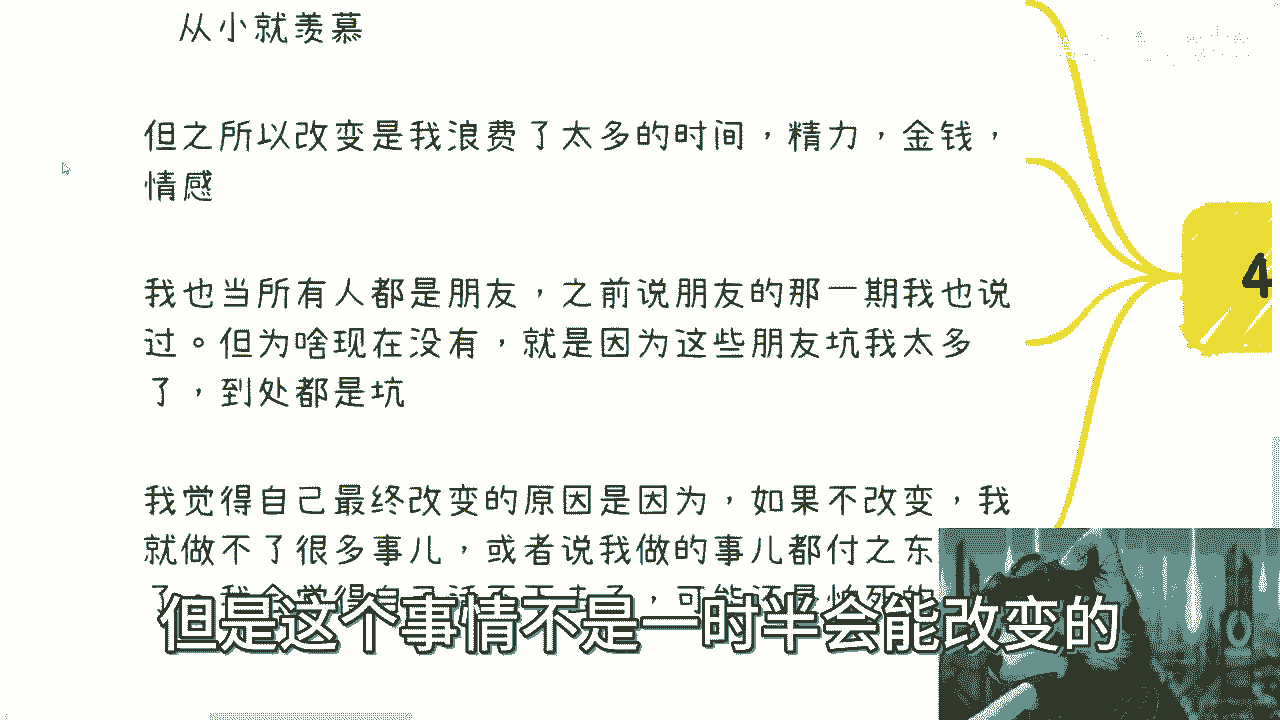 从小就羡慕
但之所以改变是我浪费了太多的时间，精力，金钱，
情感
我也当所有人都是朋友，之前说朋友的那一期我也说
过。但为啥现在没有，就是因为这些朋友坑我太多
了，到处都是坑
我觉得自己最终改变的原因是因为，如果不改变，我
就做不了很多事儿，或者说我做的事儿都付之东
但是这个事情不是一时半会能改变的
4